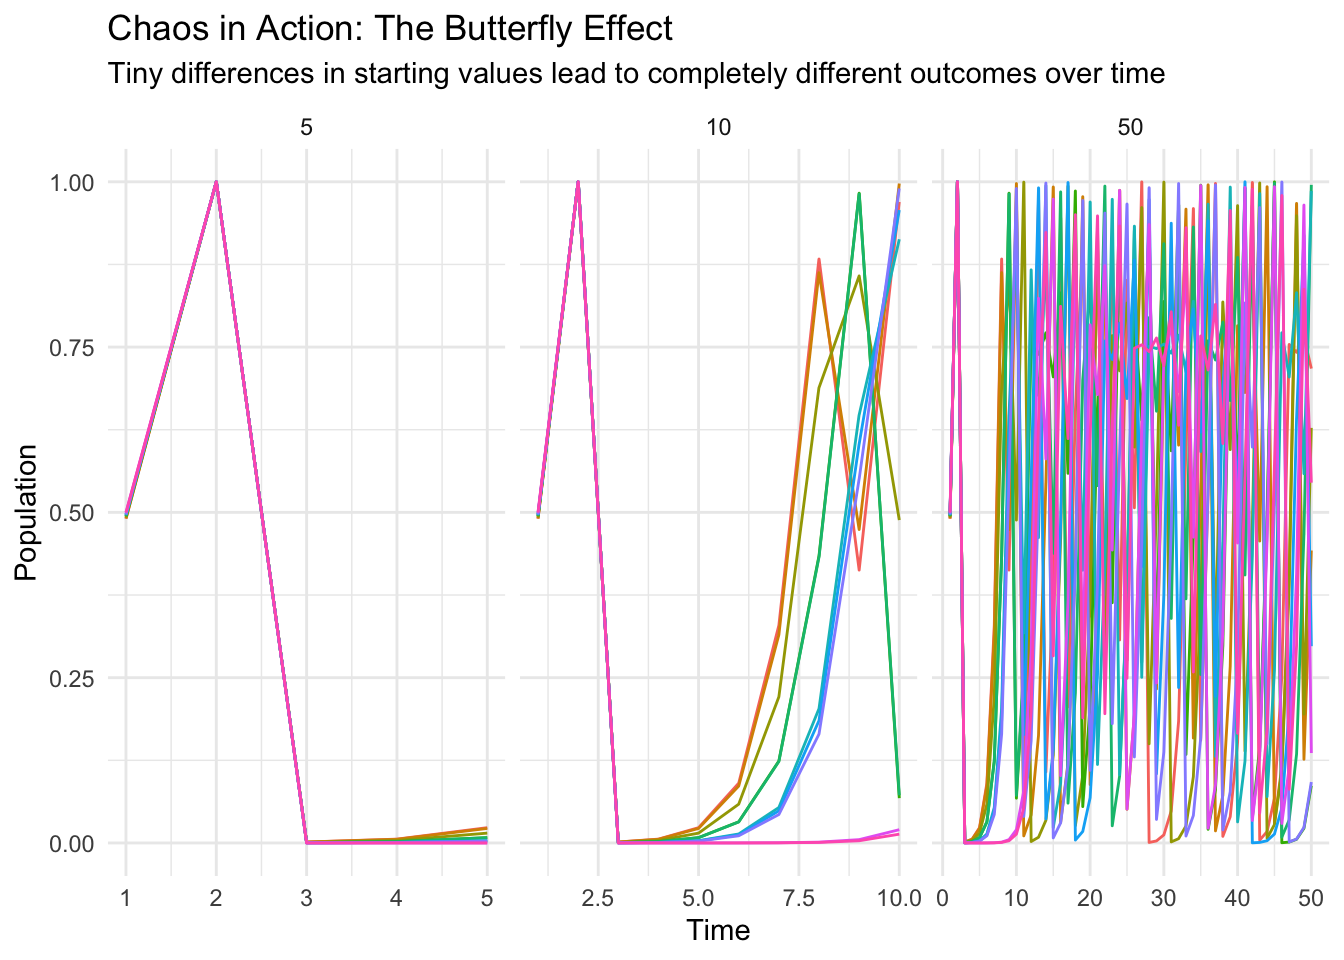 Chaos in Action: The Butterfly Effect
Tiny differences in starting values lead to completely different outcomes over time
5 10 50
1.00
0.75
0.50
0.25
0.00
Population
1 2 3 4 5 2.5 5.0 7.5 10.0 0 10 20 30 40 50
Time